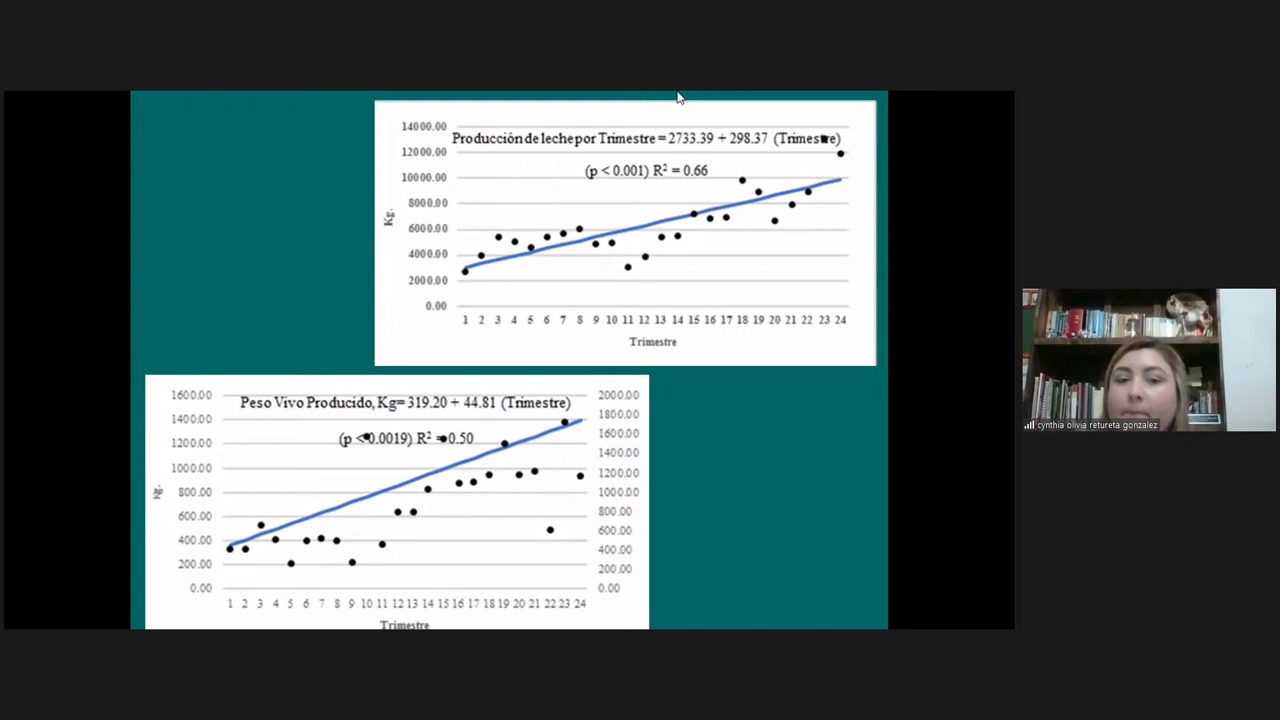 14000.00
Producción de leche por Trimestre = 2733.39 + 298.37 (Trimestre)
12000.00
(p < 0.001) R² = 0.66
10000.00
8000.00
Kg.
6000.00
4000.00
2000.00
0.00
1 2 3 4 5 6 7 8 9 10 11 12 13 14 15 16 17 18 19 20 21 22 23 24
Trimestre
1600.00 2000.00
Peso Vivo Producido, Kg= 319.20 + 44.81 (Trimestre)
1400.00 1800.00
(p < 0.0019) R² = 0.50
1200.00 1600.00
1000.00 1400.00
800.00 1200.00
kg.
600.00 1000.00
400.00 800.00
200.00 600.00
0.00 400.00
200.00
0.00
1 2 3 4 5 6 7 8 9 10 11 12 13 14 15 16 17 18 19 20 21 22 23 24
Trimestre
cynthia olivia retureta gonzalez